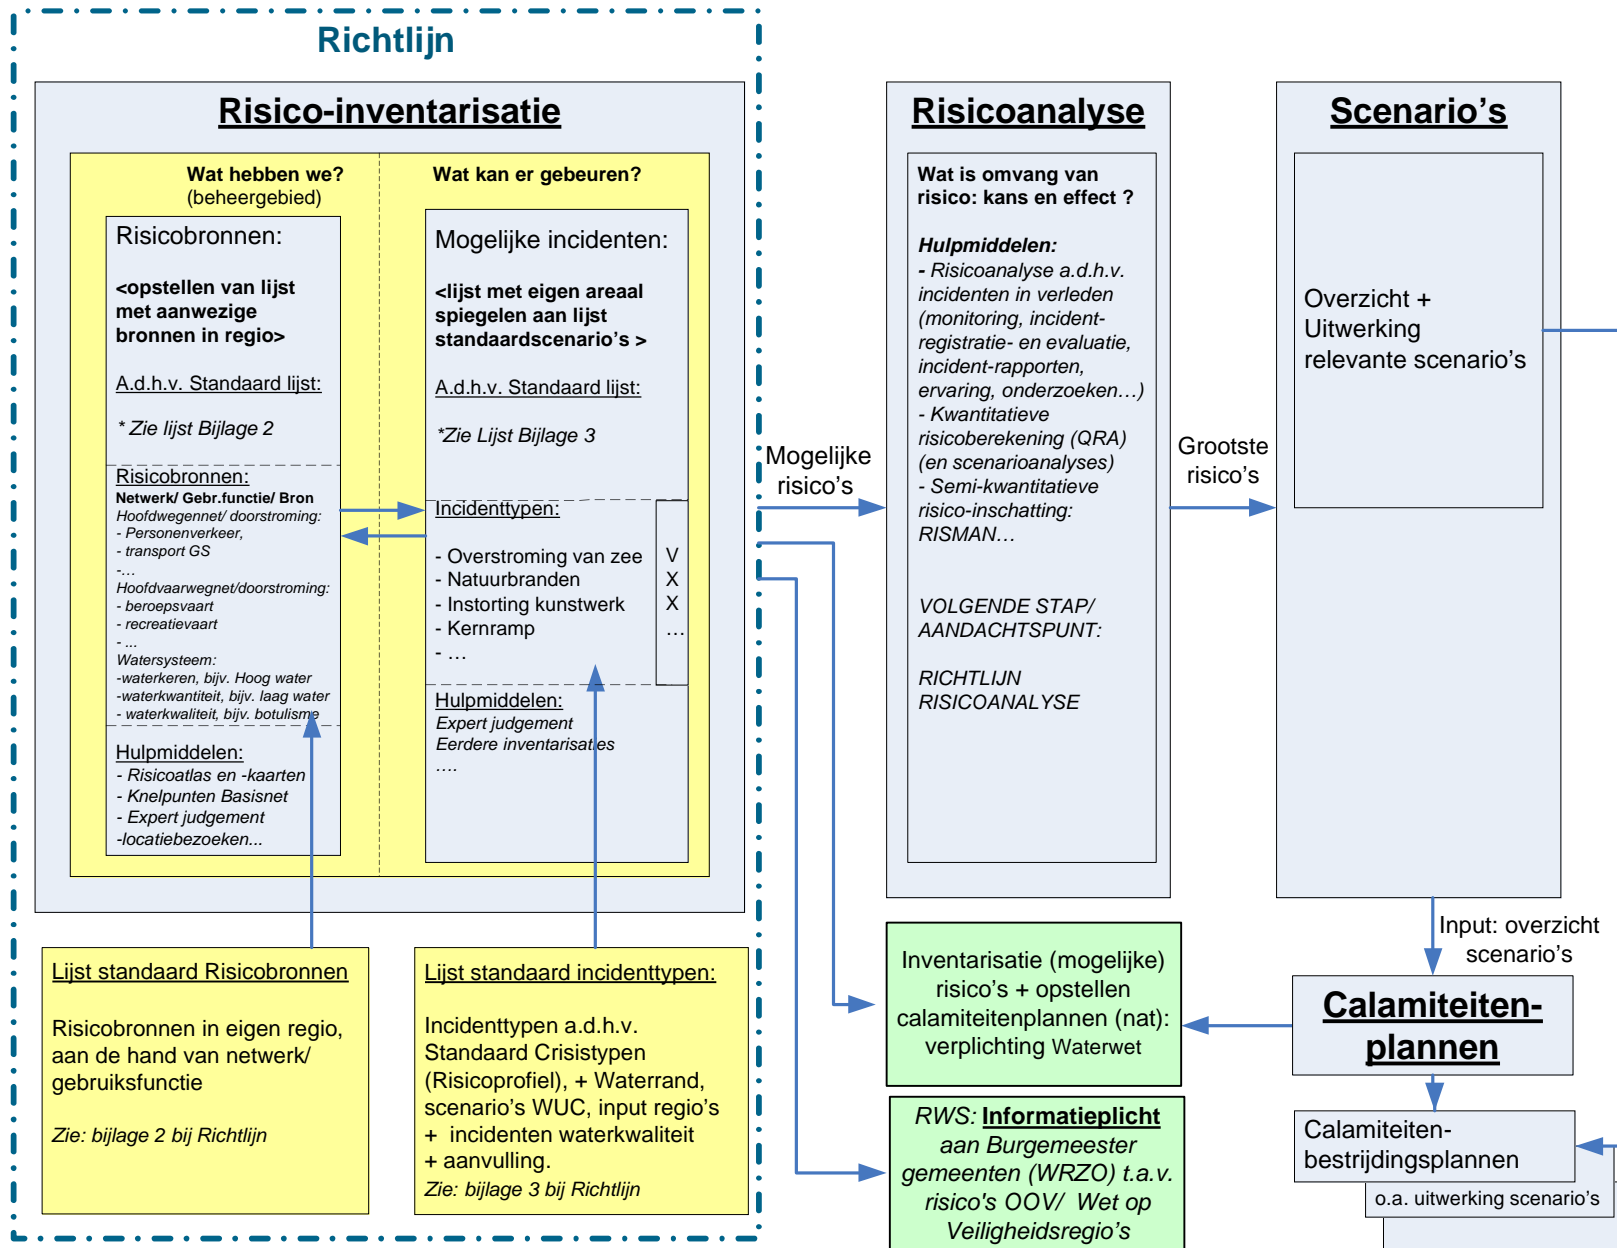 Richtlijn
Risico-inventarisatie
Wat hebben we?
(beheergebied)
Risicobronnen:
<opstellen van lijst
met aanwezige
bronnen in regio>
A.d.h.v. Standaard lijst:
* Zie lijst Bijlage 2
Risicobronnen:
Netwerk/ Gebr.functie/ Bron
Hoofdwegennet/ doorstroming:
- Personenverkeer,
- transport GS
-...
Hoofdvaarwegnet/doorstroming:
- beroepsvaart
- recreatievaart
- ...
Watersysteem:
-waterkeren, bijv. Hoog water
-waterkwantiteit, bijv. laag water
- waterkwaliteit, bijv. botulisme
Hulpmiddelen:
- Risicoatlas en -kaarten
- Knelpunten Basisnet
- Expert judgement
-locatiebezoeken...
Wat kan er gebeuren?
Mogelijke incidenten:
<lijst met eigen areaal
spiegelen aan lijst
standaardscenario's >
A.d.h.v. Standaard lijst:
*Zie Lijst Bijlage 3
Incidenttypen:
- Overstroming van zee V
- Natuurbranden X
- Instorting kunstwerk X
- Kernramp …
- …
Hulpmiddelen:
Expert judgement
Eerdere inventarisaties
….
Lijst standaard Risicobronnen
Risicobronnen in eigen regio,
aan de hand van netwerk/
gebruiksfunctie
Zie: bijlage 2 bij Richtlijn
Lijst standaard incidenttypen:
Incidenttypen a.d.h.v.
Standaard Crisistypen
(Risicoprofiel), + Waterrand,
scenario's WUC, input regio's
+ incidenten waterkwaliteit
+ aanvulling.
Zie: bijlage 3 bij Richtlijn
Mogelijke
risico's
Risicoanalyse
Wat is omvang van
risico: kans en effect ?
Hulpmiddelen:
- Risicoanalyse a.d.h.v.
incidenten in verleden
(monitoring, incident-
registratie- en evaluatie,
incident-rapporten,
ervaring, onderzoeken…)
- Kwantitatieve
risicoberekening (QRA)
(en scenarioanalyses)
- Semi-kwantitatieve
risico-inschatting:
RISMAN…
VOLGENDE STAP/
AANDACHTSPUNT:
RICHTLIJN
RISICOANALYSE
Grootste
risico's
Scenario's
Overzicht +
Uitwerking
relevante scenario's
Input: overzicht
scenario's
Inventarisatie (mogelijke)
risico's + opstellen
calamiteitenplannen (nat):
verplichting Waterwet
RWS: Informatieplicht
aan Burgemeester
gemeenten (WRZO) t.a.v.
risico's OOV/ Wet op
Veiligheidsregio's
Calamiteiten-
plannen
Calamiteiten-
bestrijdingsplannen
o.a. uitwerking scenario's